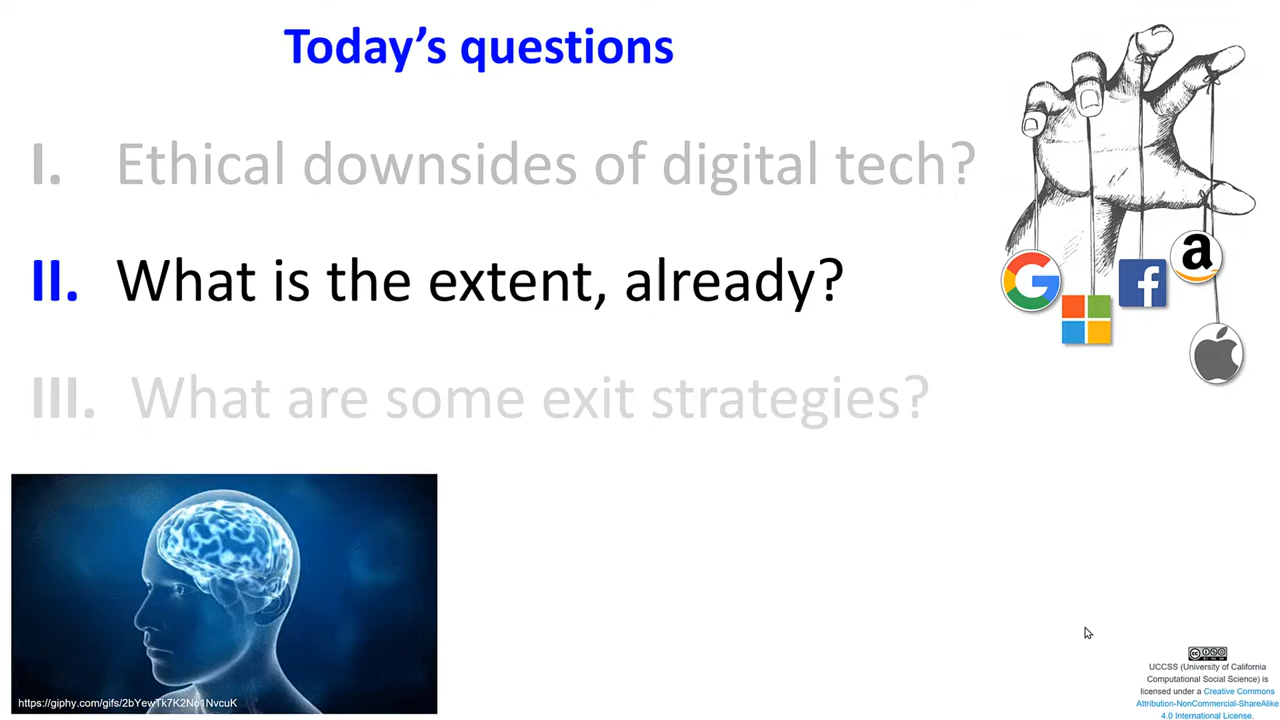 Today's questions
I. Ethical downsides of digital tech?
II. What is the extent, already?
III. What are some exit strategies?
https://giphy.com/gifs/2bYewTk7K2No1NvcuK
UCCSS (University of California
Computational Social Science) is
licensed under a Creative Commons
Attribution-NonCommercial-ShareAlike
4.0 International License.